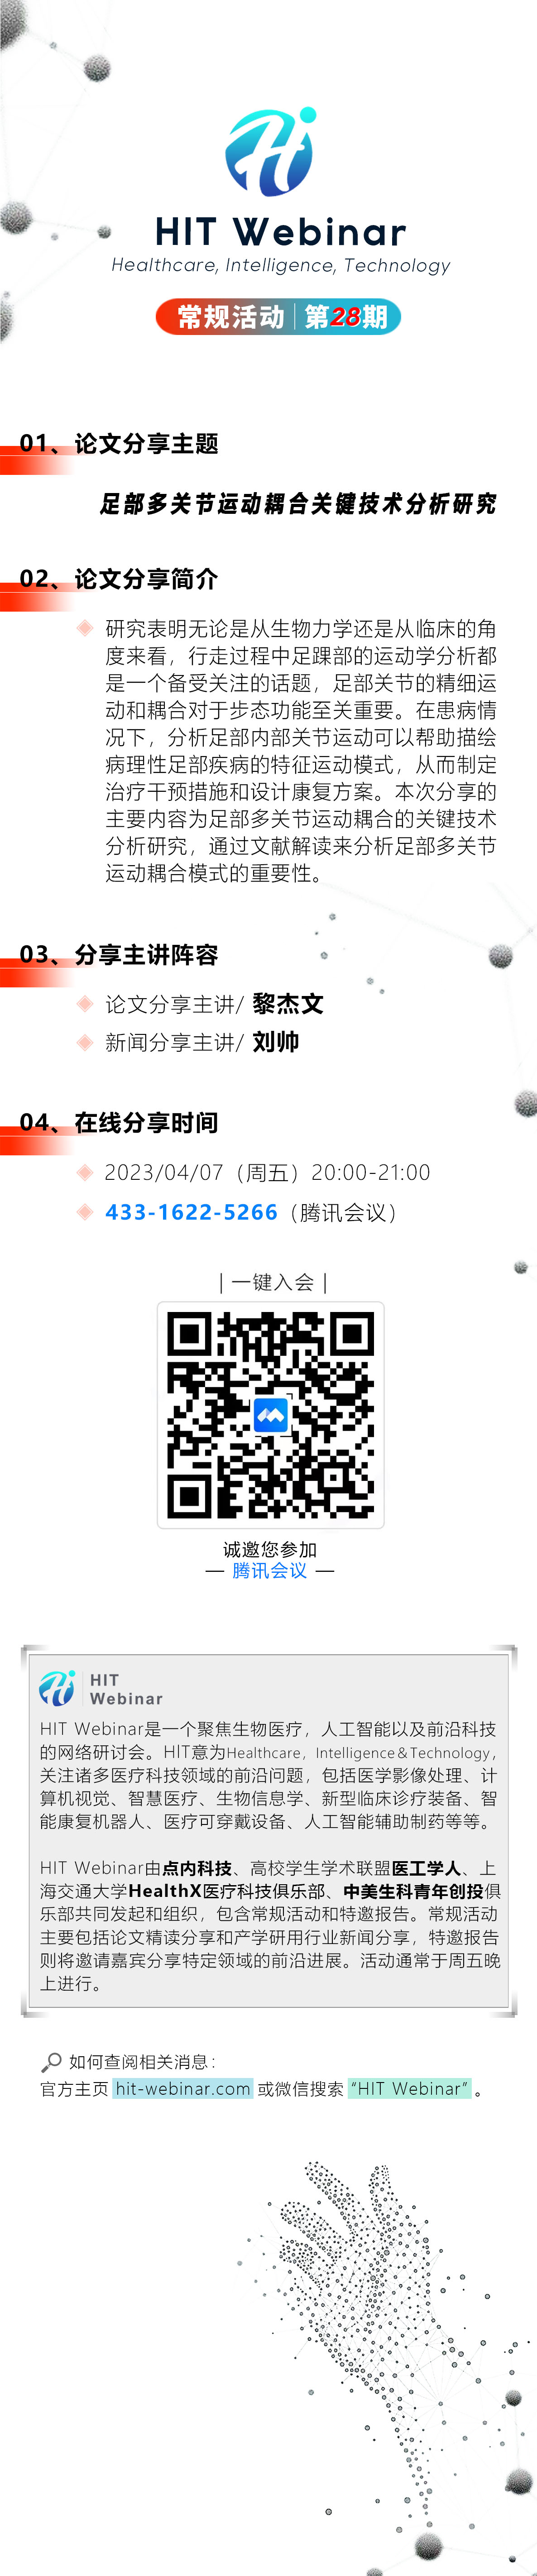 HIT Webinar
Healthcare, Intelligence, Technology
常规活动 | 第28期
01、论文分享主题
足部多关节运动耦合关键技术分析研究
02、论文分享简介
研究表明无论是从生物力学还是从临床的角
度来看，行走过程中足踝部的运动学分析都
是一个备受关注的话题，足部关节的精细运
动和耦合对于步态功能至关重要。在患病情
况下，分析足部内部关节运动可以帮助描绘
病理性足部疾病的特征运动模式，从而制定
治疗干预措施和设计康复方案。本次分享的
主要内容为足部多关节运动耦合的关键技术
分析研究，通过文献解读来分析足部多关节
运动耦合模式的重要性。
03、分享主讲阵容
论文分享主讲/ 黎杰文
新闻分享主讲/ 刘帅
04、在线分享时间
2023/04/07（周五）20:00-21:00
433-1622-5266（腾讯会议）
| 一键入会 |
诚邀您参加
— 腾讯会议 —
HIT
Webinar
HIT Webinar是一个聚焦生物医疗，人工智能以及前沿科技
的网络研讨会。HIT意为Healthcare，Intelligence＆Technology，
关注诸多医疗科技领域的前沿问题，包括医学影像处理、计
算机视觉、智慧医疗、生物信息学、新型临床诊疗装备、智
能康复机器人、医疗可穿戴设备、人工智能辅助制药等等。
HIT Webinar由点内科技、高校学生学术联盟医工学人、上
海交通大学HealthX医疗科技俱乐部、中美生科青年创投俱
乐部共同发起和组织，包含常规活动和特邀报告。常规活动
主要包括论文精读分享和产学研用行业新闻分享，特邀报告
则将邀请嘉宾分享特定领域的前沿进展。活动通常于周五晚
上进行。
如何查阅相关消息：
官方主页 hit-webinar.com 或微信搜索 “HIT Webinar” 。